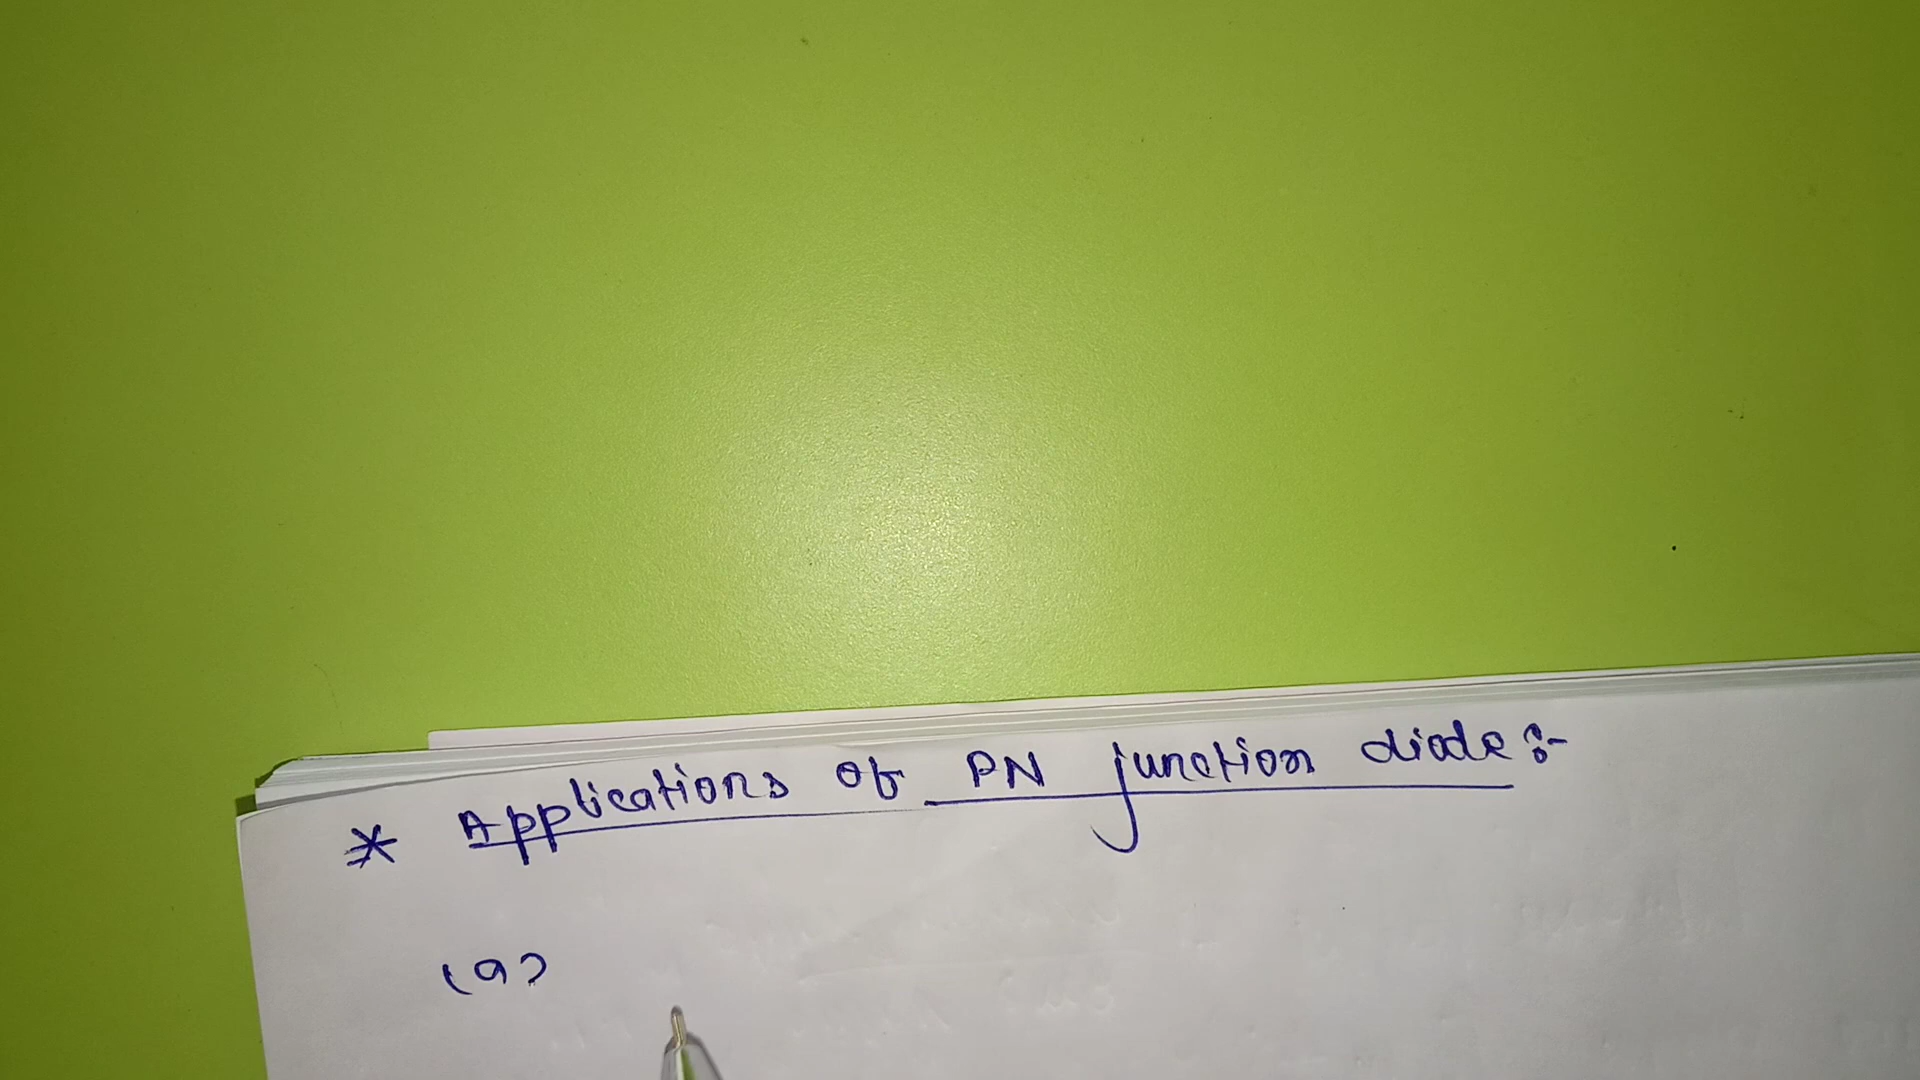 * Applications of PN junction diode :-
(a)